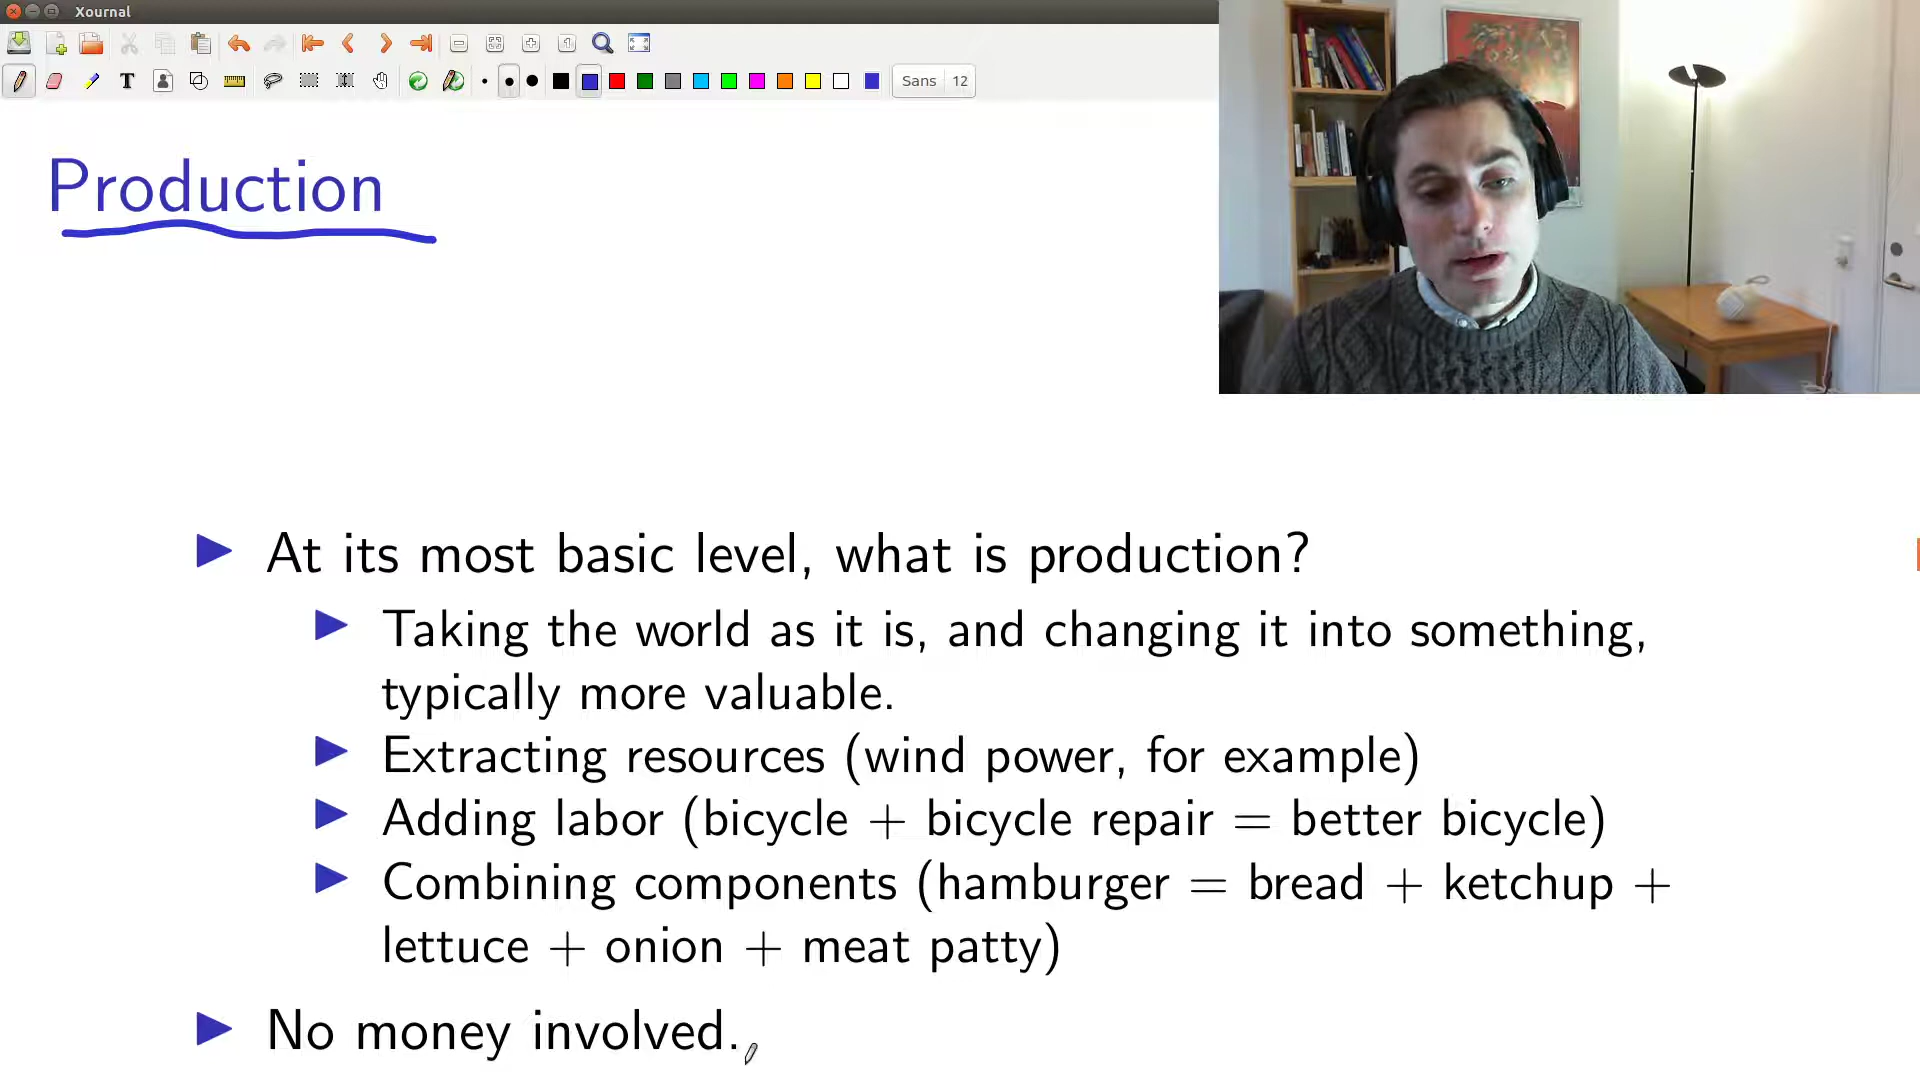 Xournal
Sans 12
Production
At its most basic level, what is production?
Taking the world as it is, and changing it into something,
typically more valuable.
Extracting resources (wind power, for example)
Adding labor (bicycle + bicycle repair = better bicycle)
Combining components (hamburger = bread + ketchup +
lettuce + onion + meat patty)
No money involved.